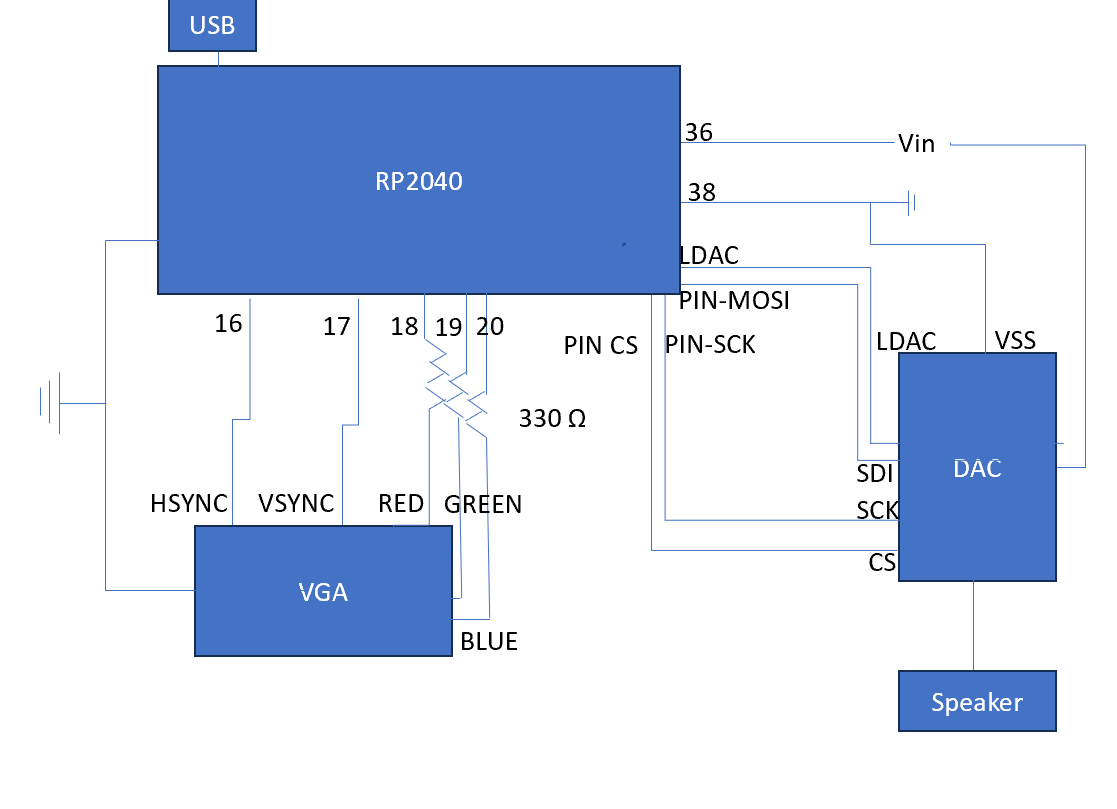 USB
36
Vin
RP2040
38
LDAC
PIN-MOSI
16
17
18
19
20
PIN CS
PIN-SCK
LDAC
VSS
330 Ω
DAC
SDI
HSYNC
VSYNC
RED
GREEN
SCK
CS
VGA
BLUE
Speaker